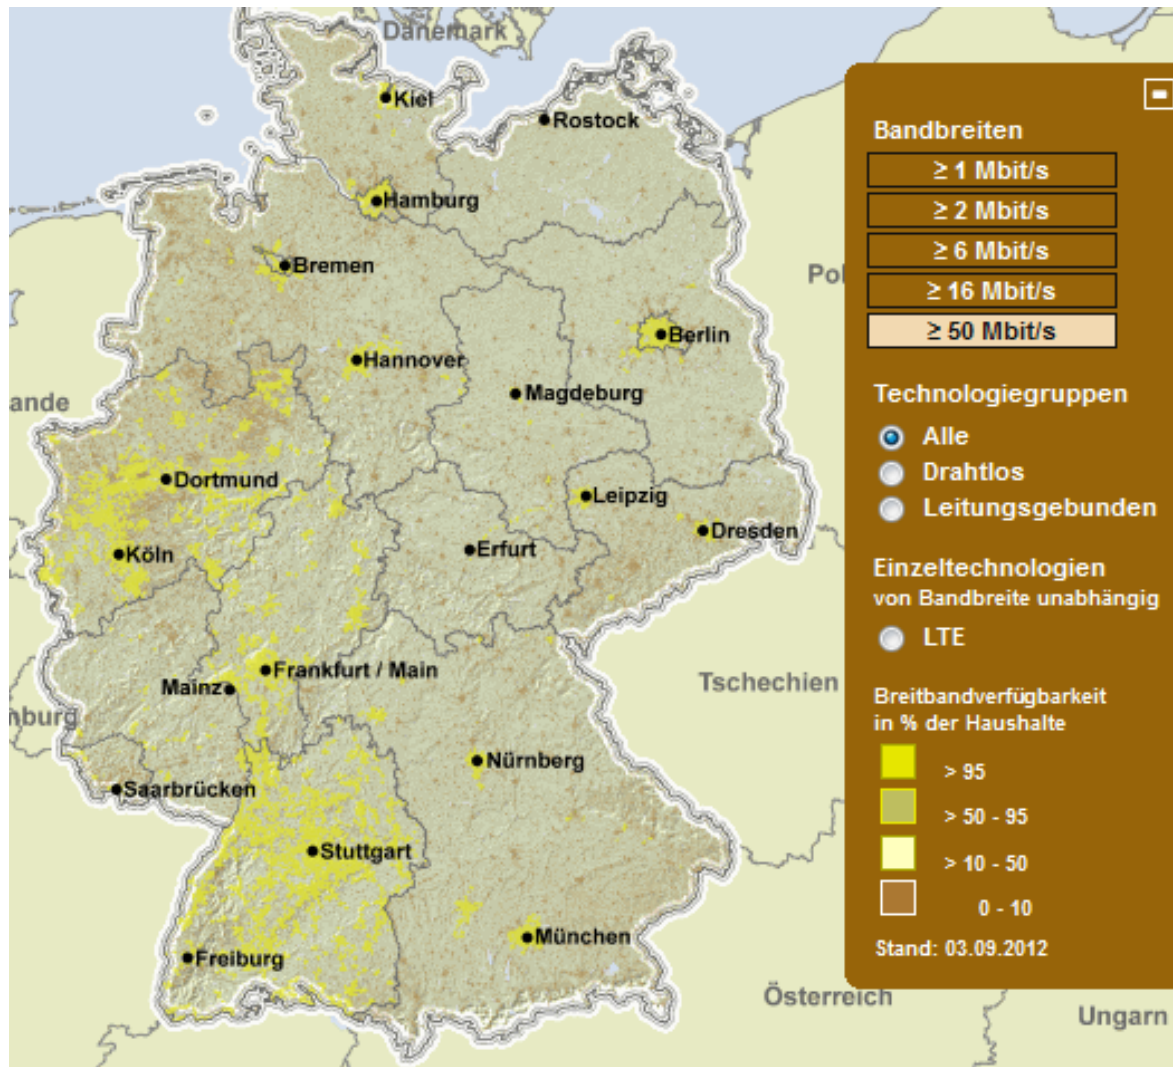 Dänemark
Kiel
Rostock
Hamburg
Bremen
Berlin
Hannover
Magdeburg
ande
Dortmund
Leipzig
Dresden
Köln
Erfurt
Frankfurt / Main
Mainz
nburg
Tschechien
Nürnberg
Saarbrücken
Stuttgart
München
Freiburg
Österreich
Ungarn
Pol
Bandbreiten
≥ 1 Mbit/s
≥ 2 Mbit/s
≥ 6 Mbit/s
≥ 16 Mbit/s
≥ 50 Mbit/s
Technologiegruppen
Alle
Drahtlos
Leitungsgebunden
Einzeltechnologien
von Bandbreite unabhängig
LTE
Breitbandverfügbarkeit
in % der Haushalte
> 95
> 50 - 95
> 10 - 50
0 - 10
Stand: 03.09.2012